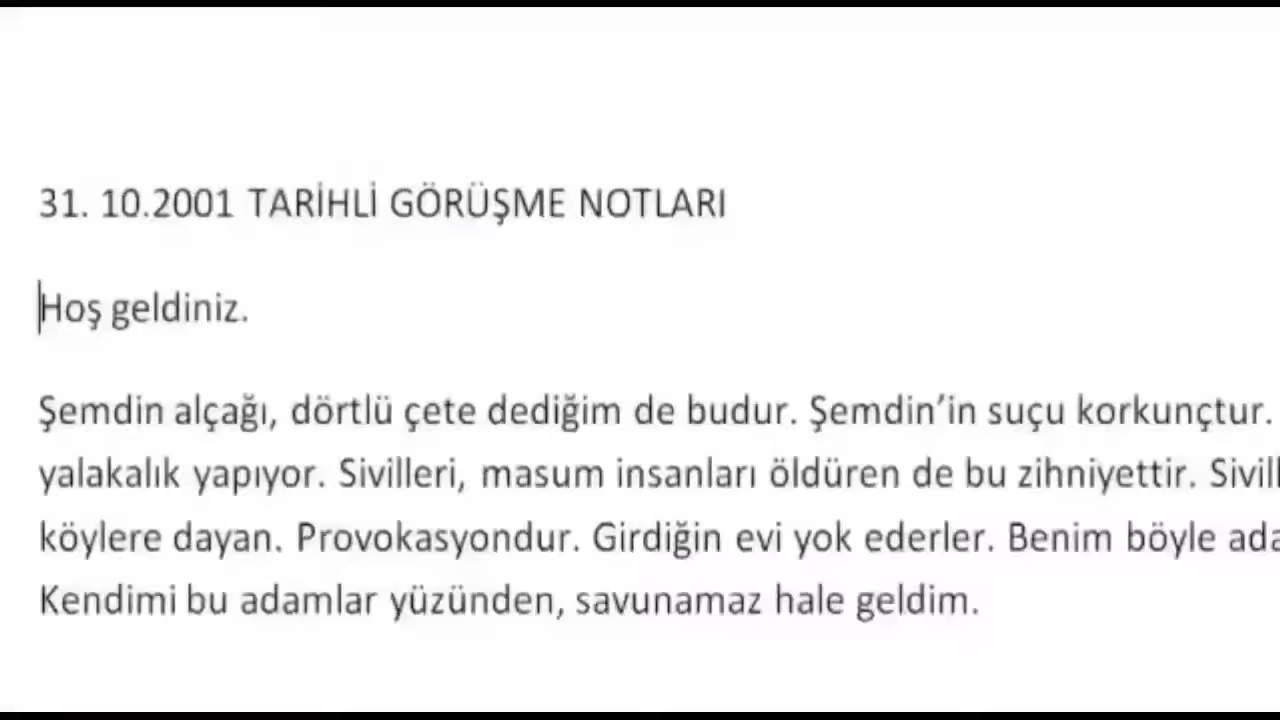 31. 10.2001 TARİHLİ GÖRÜŞME NOTLARI
Hoş geldiniz.
Şemdin alçağı, dörtlü çete dediğim de budur. Şemdin’in suçu korkunçtur.
yalakalık yapıyor. Sivilleri, masum insanları öldüren de bu zihniyettir.
köylere dayan. Provokasyondur. Girdiğin evi yok ederler. Benim böyle
Kendimi bu adamlar yüzünden, savunamaz hale geldim.